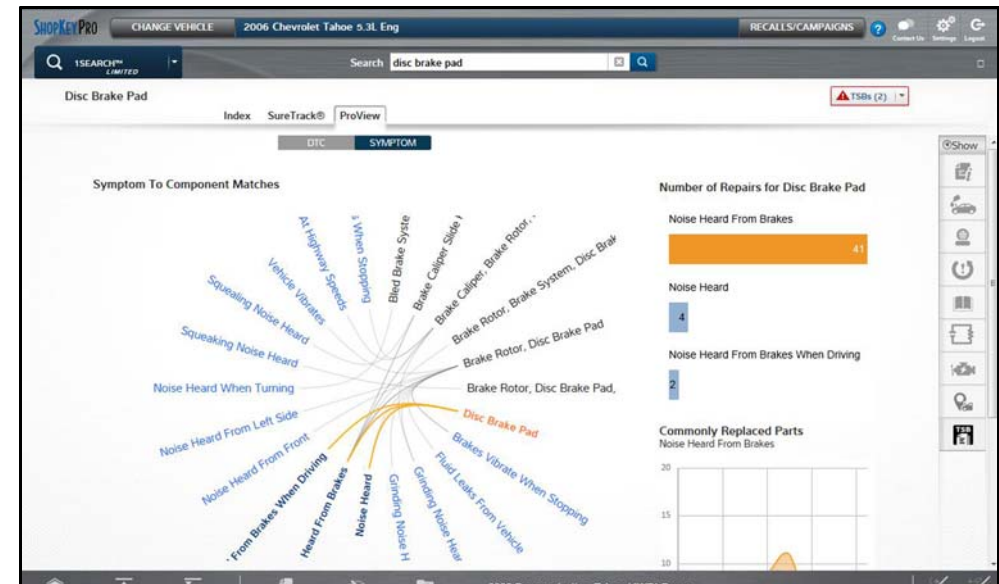 SHOPKEYPRO CHANGE VEHICLE 2006 Chevrolet Tahoe 5.3L Eng RECALLS/CAMPAIGNS ? Contact Us Settings Logout
1SEARCH™ LIMITED Search disc brake pad
Disc Brake Pad TSBs (2)
Index SureTrack® ProView
DTC SYMPTOM
Show
Symptom To Component Matches
At Highway Speeds
s When Stopping
Bled Brake Syste
Brake Caliper Slide
Brake Caliper, Brake Rotor,
Brake Rotor, Brake System, Disc Brak
Brake Rotor, Disc Brake Pad
Brake Rotor, Disc Brake Pad,
Disc Brake Pad
Brakes Vibrate When Stopping
Fluid Leaks From Vehicle
Grinding Noise Hear
Grinding Noise H
Noise Heard
Heard From Brakes
From Brakes When Driving
Noise Heard From Front
Noise Heard From Left Side
Noise Heard When Turning
Squeaking Noise Heard
Squealing Noise Heard
Vehicle Vibrates
Number of Repairs for Disc Brake Pad
Noise Heard From Brakes
41
Noise Heard
4
Noise Heard From Brakes When Driving
2
Commonly Replaced Parts
Noise Heard From Brakes
20
15
10
TSB